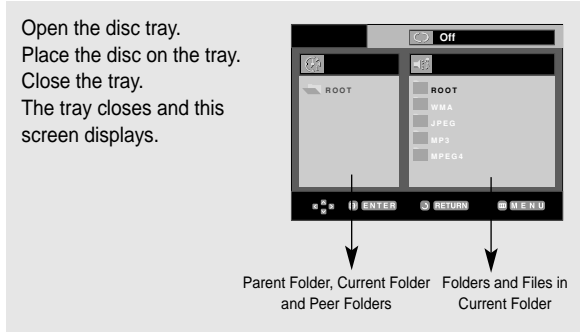 Open the disc tray.
Place the disc on the tray.
Close the tray.
The tray closes and this
screen displays.
Off
ROOT
ROOT
WMA
JPEG
MP3
MPEG4
ENTER RETURN MENU
Parent Folder, Current Folder
and Peer Folders
Folders and Files in
Current Folder